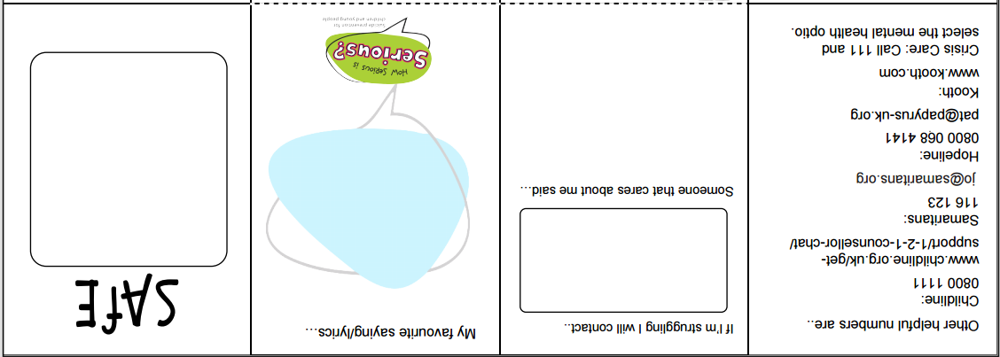 Other helpful numbers are..
Childline:
0800 1111
www.childline.org.uk/get-
support/1-2-1-counsellor-chat/
Samaritans:
116 123
jo@samaritans.org
Hopeline:
0800 068 4141
pat@papyrus-uk.org
Kooth:
www.kooth.com
Crisis Care: Call 111 and
select the mental health optio.
If I'm struggling I will contact..
Someone that cares about me said...
My favourite saying/lyrics...
How Serious is
Serious?
Suicide prevention for
children and young people
SAfE